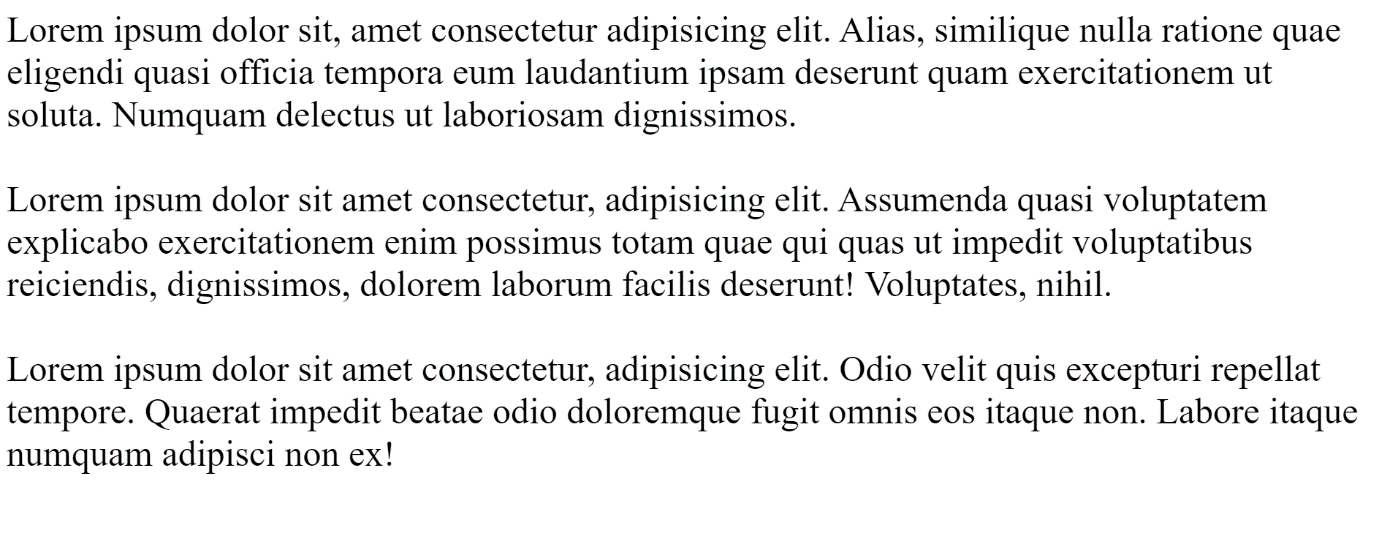 Lorem ipsum dolor sit, amet consectetur adipisicing elit. Alias, similique nulla ratione quae
eligendi quasi officia tempora eum laudantium ipsam deserunt quam exercitationem ut
soluta. Numquam delectus ut laboriosam dignissimos.
Lorem ipsum dolor sit amet consectetur, adipisicing elit. Assumenda quasi voluptatem
explicabo exercitationem enim possimus totam quae qui quas ut impedit voluptatibus
reiciendis, dignissimos, dolorem laborum facilis deserunt! Voluptates, nihil.
Lorem ipsum dolor sit amet consectetur, adipisicing elit. Odio velit quis excepturi repellat
tempore. Quaerat impedit beatae odio doloremque fugit omnis eos itaque non. Labore itaque
numquam adipisci non ex!